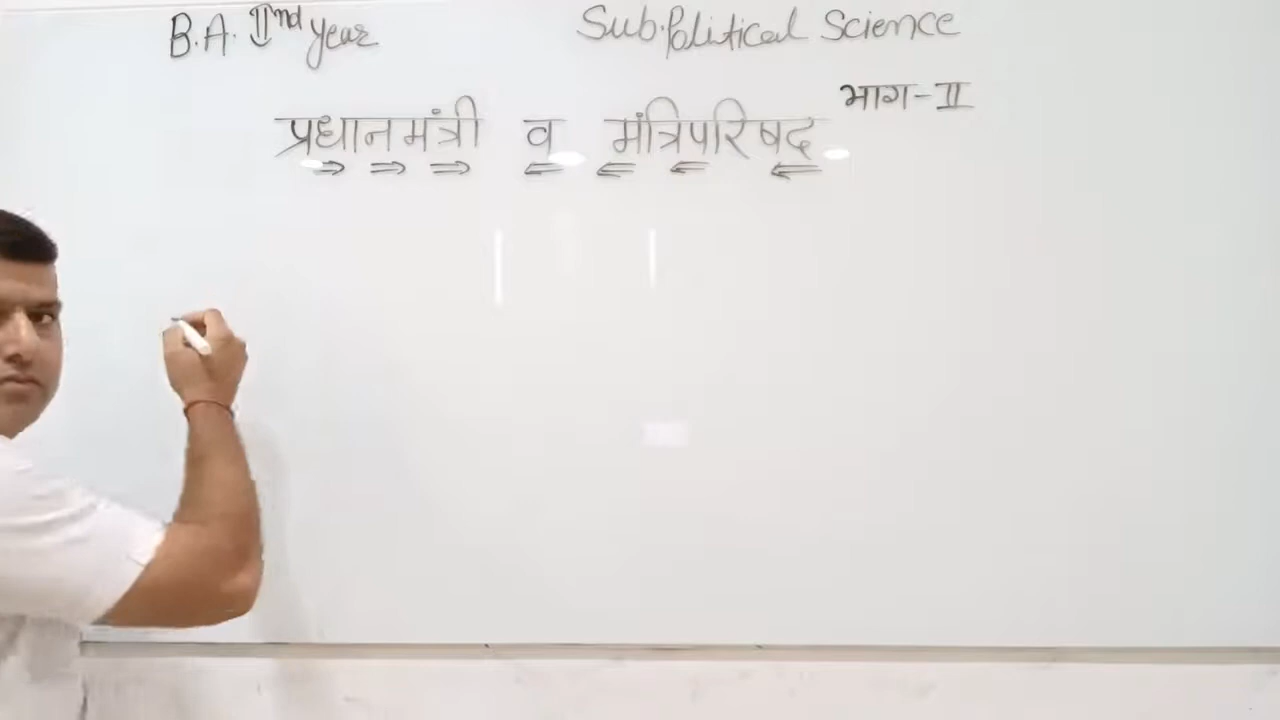 B.A. IInd Year Sub. Political Science
प्रधानमंत्री व मंत्रिपरिषद भाग-II